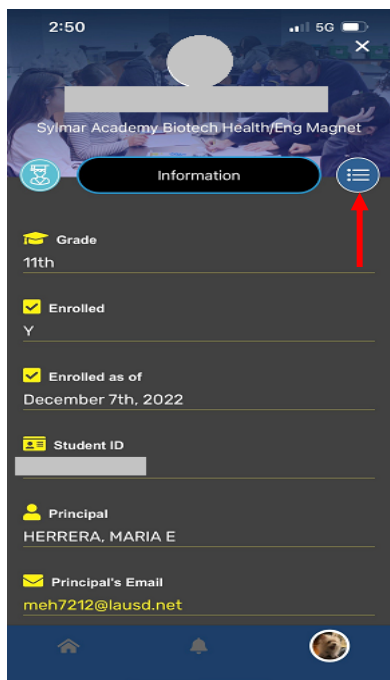 2:50
5G
Sylmar Academy Biotech Health/Eng Magnet
Information
Grade
11th
Enrolled
Y
Enrolled as of
December 7th, 2022
Student ID
Principal
HERRERA, MARIA E
Principal's Email
meh7212@lausd.net